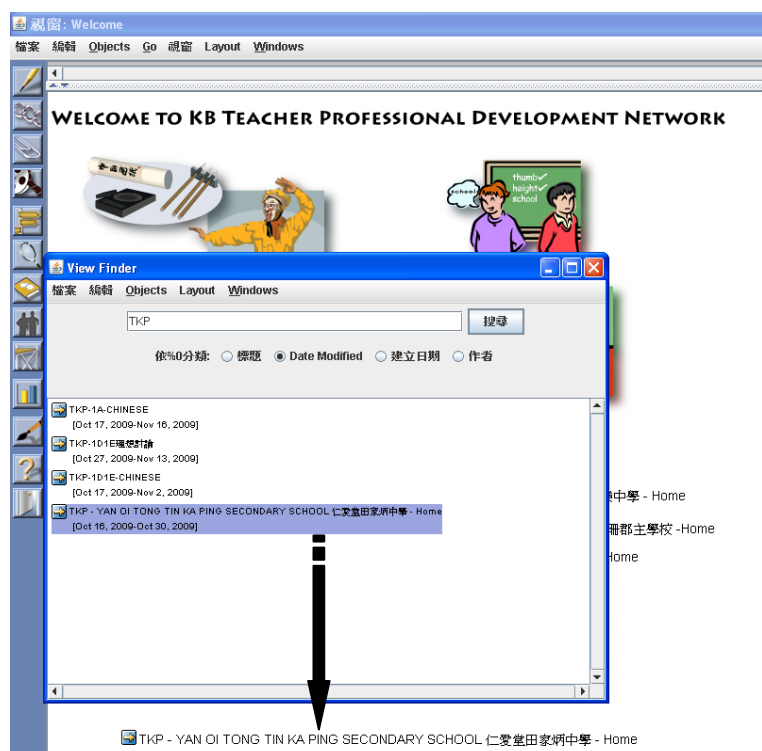 視窗: Welcome
檔案 編輯 Objects Go 視窗 Layout Windows
WELCOME TO KB TEACHER PROFESSIONAL DEVELOPMENT NETWORK
thumb
school height
school
View Finder
檔案 編輯 Objects Layout Windows
TKP 搜尋
依%0分類: 標題 Date Modified 建立日期 作者
TKP-1A-CHINESE
[Oct 17, 2009-Nov 16, 2009]
TKP-1D1E理想討論
[Oct 27, 2009-Nov 13, 2009]
TKP-1D1E-CHINESE
[Oct 17, 2009-Nov 2, 2009]
中學 - Home
TKP - YAN OI TONG TIN KA PING SECONDARY SCHOOL 仁愛堂田家炳中學 - Home
[Oct 16, 2009-Oct 30, 2009]
郡主學校 -Home
Home
TKP - YAN OI TONG TIN KA PING SECONDARY SCHOOL 仁愛堂田家炳中學 - Home